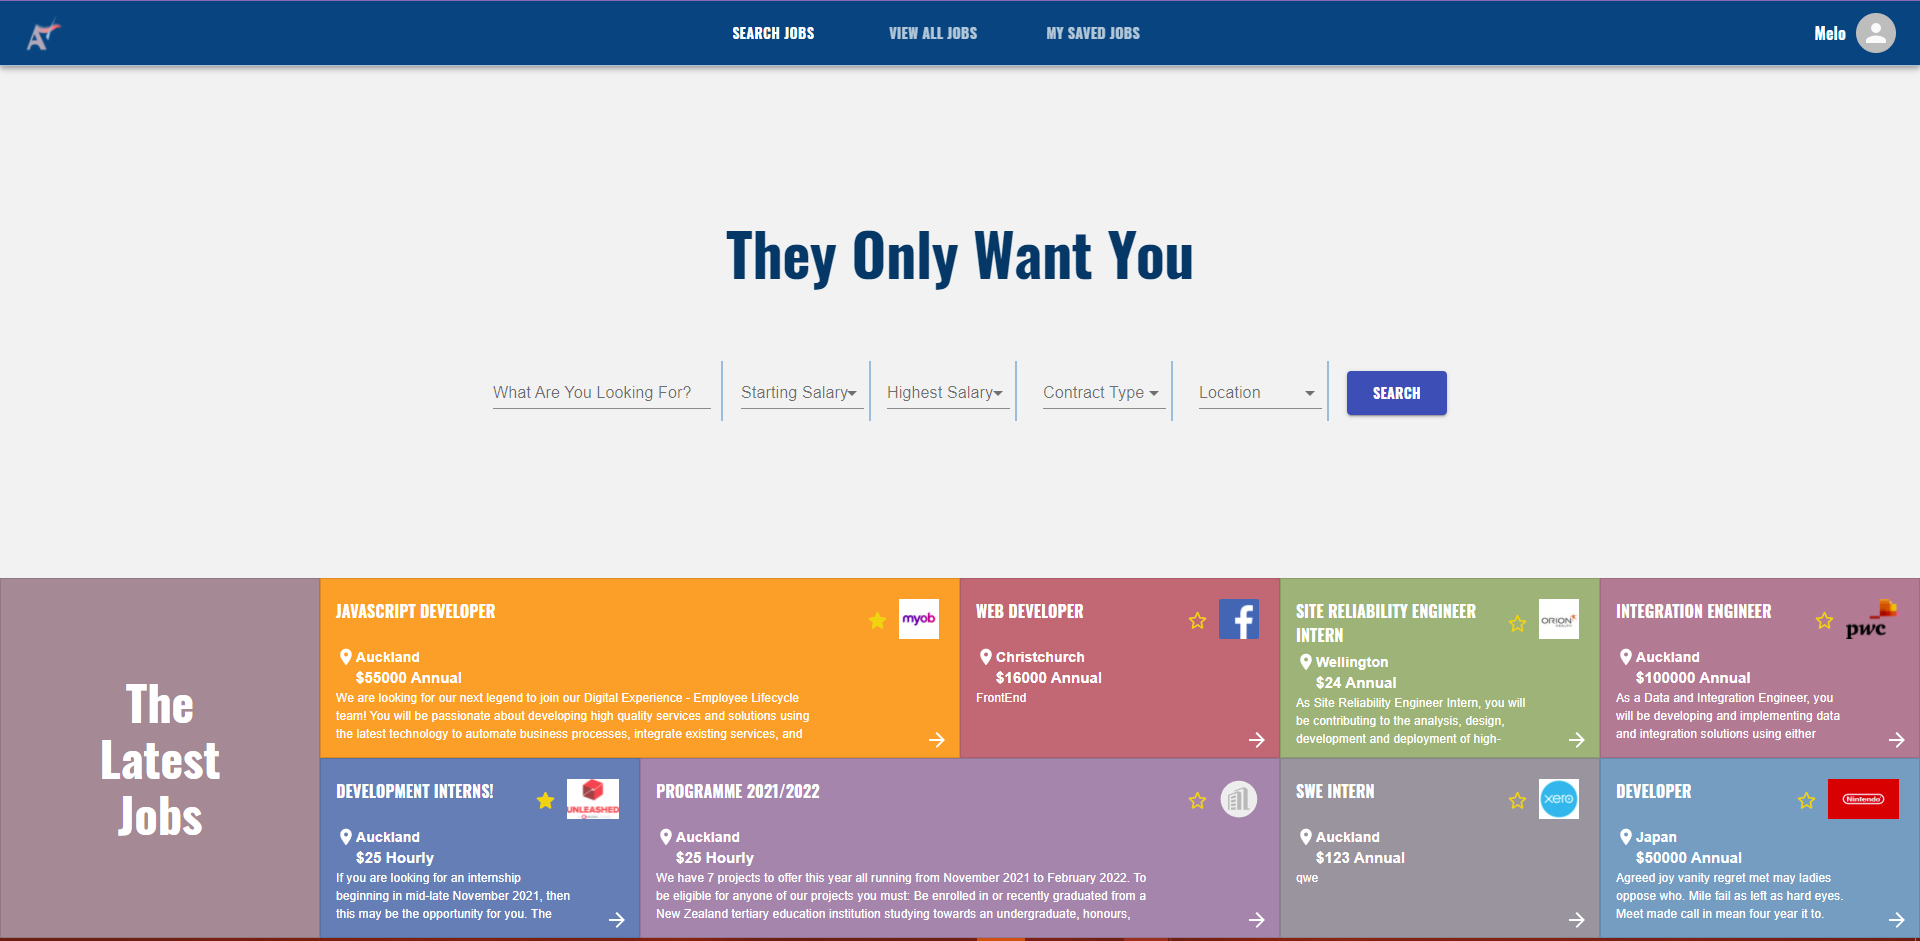 SEARCH JOBS
VIEW ALL JOBS
MY SAVED JOBS
Melo
They Only Want You
What Are You Looking For?
Starting Salary
Highest Salary
Contract Type
Location
SEARCH
The
Latest
Jobs
JAVASCRIPT DEVELOPER
myob
Auckland
$55000 Annual
We are looking for our next legend to join our Digital Experience - Employee Lifecycle
team! You will be passionate about developing high quality services and solutions using
the latest technology to automate business processes, integrate existing services, and
WEB DEVELOPER
f
Christchurch
$16000 Annual
FrontEnd
SITE RELIABILITY ENGINEER
INTERN
ORION
Wellington
$24 Annual
As Site Reliability Engineer Intern, you will
be contributing to the analysis, design,
development and deployment of high-
INTEGRATION ENGINEER
pwc
Auckland
$100000 Annual
As a Data and Integration Engineer, you
will be developing and implementing data
and integration solutions using either
DEVELOPMENT INTERNS!
UNLEASHED
Auckland
$25 Hourly
If you are looking for an internship
beginning in mid-late November 2021, then
this may be the opportunity for you. The
PROGRAMME 2021/2022
Auckland
$25 Hourly
We have 7 projects to offer this year all running from November 2021 to February 2022. To
be eligible for anyone of our projects you must: Be enrolled in or recently graduated from a
New Zealand tertiary education institution studying towards an undergraduate, honours,
SWE INTERN
xero
Auckland
$123 Annual
qwe
DEVELOPER
Nintendo
Japan
$50000 Annual
Agreed joy vanity regret met may ladies
oppose who. Mile fail as left as hard eyes.
Meet made call in mean four year it to.